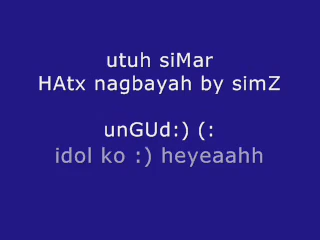 utuh siMar
HAtx nagbayah by simZ
unGUd:) (:
idol ko :) heyeaahh